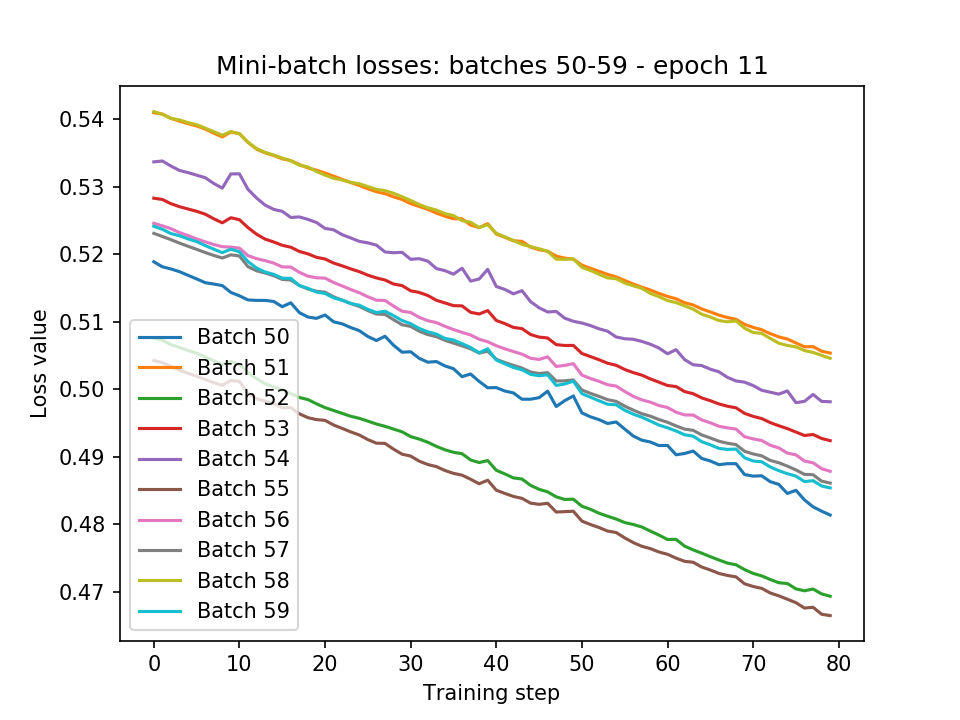 Mini-batch losses: batches 50-59 - epoch 11
Loss value
0.54
0.53
0.52
0.51
0.50
0.49
0.48
0.47
Batch 50
Batch 51
Batch 52
Batch 53
Batch 54
Batch 55
Batch 56
Batch 57
Batch 58
Batch 59
0 10 20 30 40 50 60 70 80
Training step